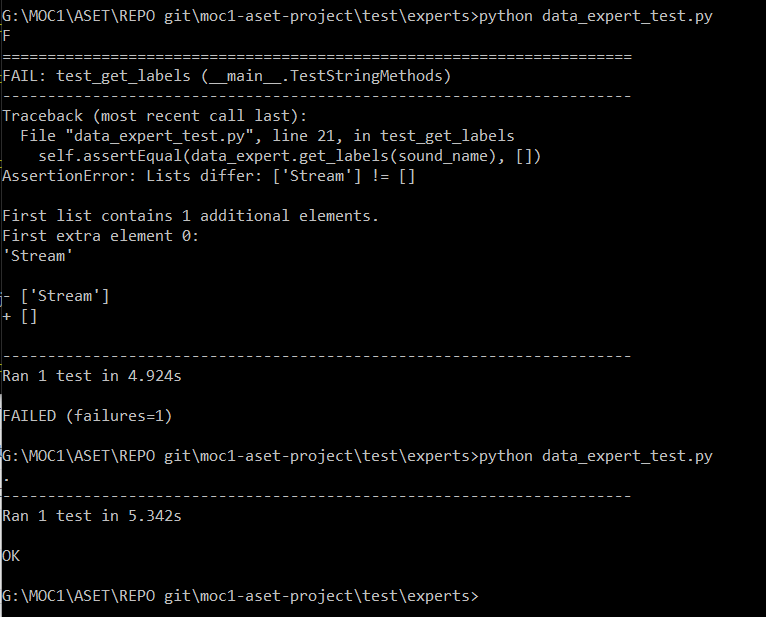 G:\MOC1\ASET\REPO git\moc1-aset-project\test\experts>python data_expert_test.py
F
======================================================================
FAIL: test_get_labels (__main__.TestStringMethods)
----------------------------------------------------------------------
Traceback (most recent call last):
  File "data_expert_test.py", line 21, in test_get_labels
    self.assertEqual(data_expert.get_labels(sound_name), [])
AssertionError: Lists differ: ['Stream'] != []

First list contains 1 additional elements.
First extra element 0:
'Stream'

- ['Stream']
+ []

----------------------------------------------------------------------
Ran 1 test in 4.924s

FAILED (failures=1)

G:\MOC1\ASET\REPO git\moc1-aset-project\test\experts>python data_expert_test.py
.
----------------------------------------------------------------------
Ran 1 test in 5.342s

OK

G:\MOC1\ASET\REPO git\moc1-aset-project\test\experts>